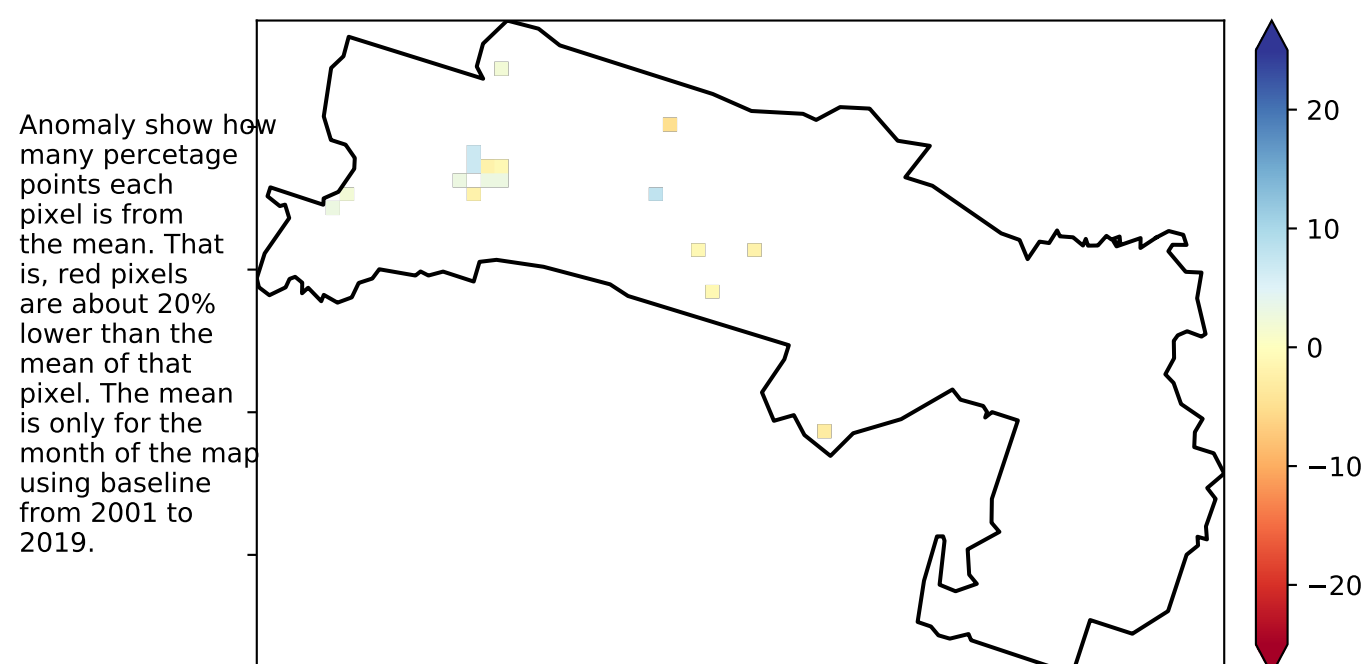 Anomaly show how
many percetage
points each
pixel is from
the mean. That
is, red pixels
are about 20%
lower than the
mean of that
pixel. The mean
is only for the
month of the map
using baseline
from 2001 to
2019.
20
10
0
−10
−20